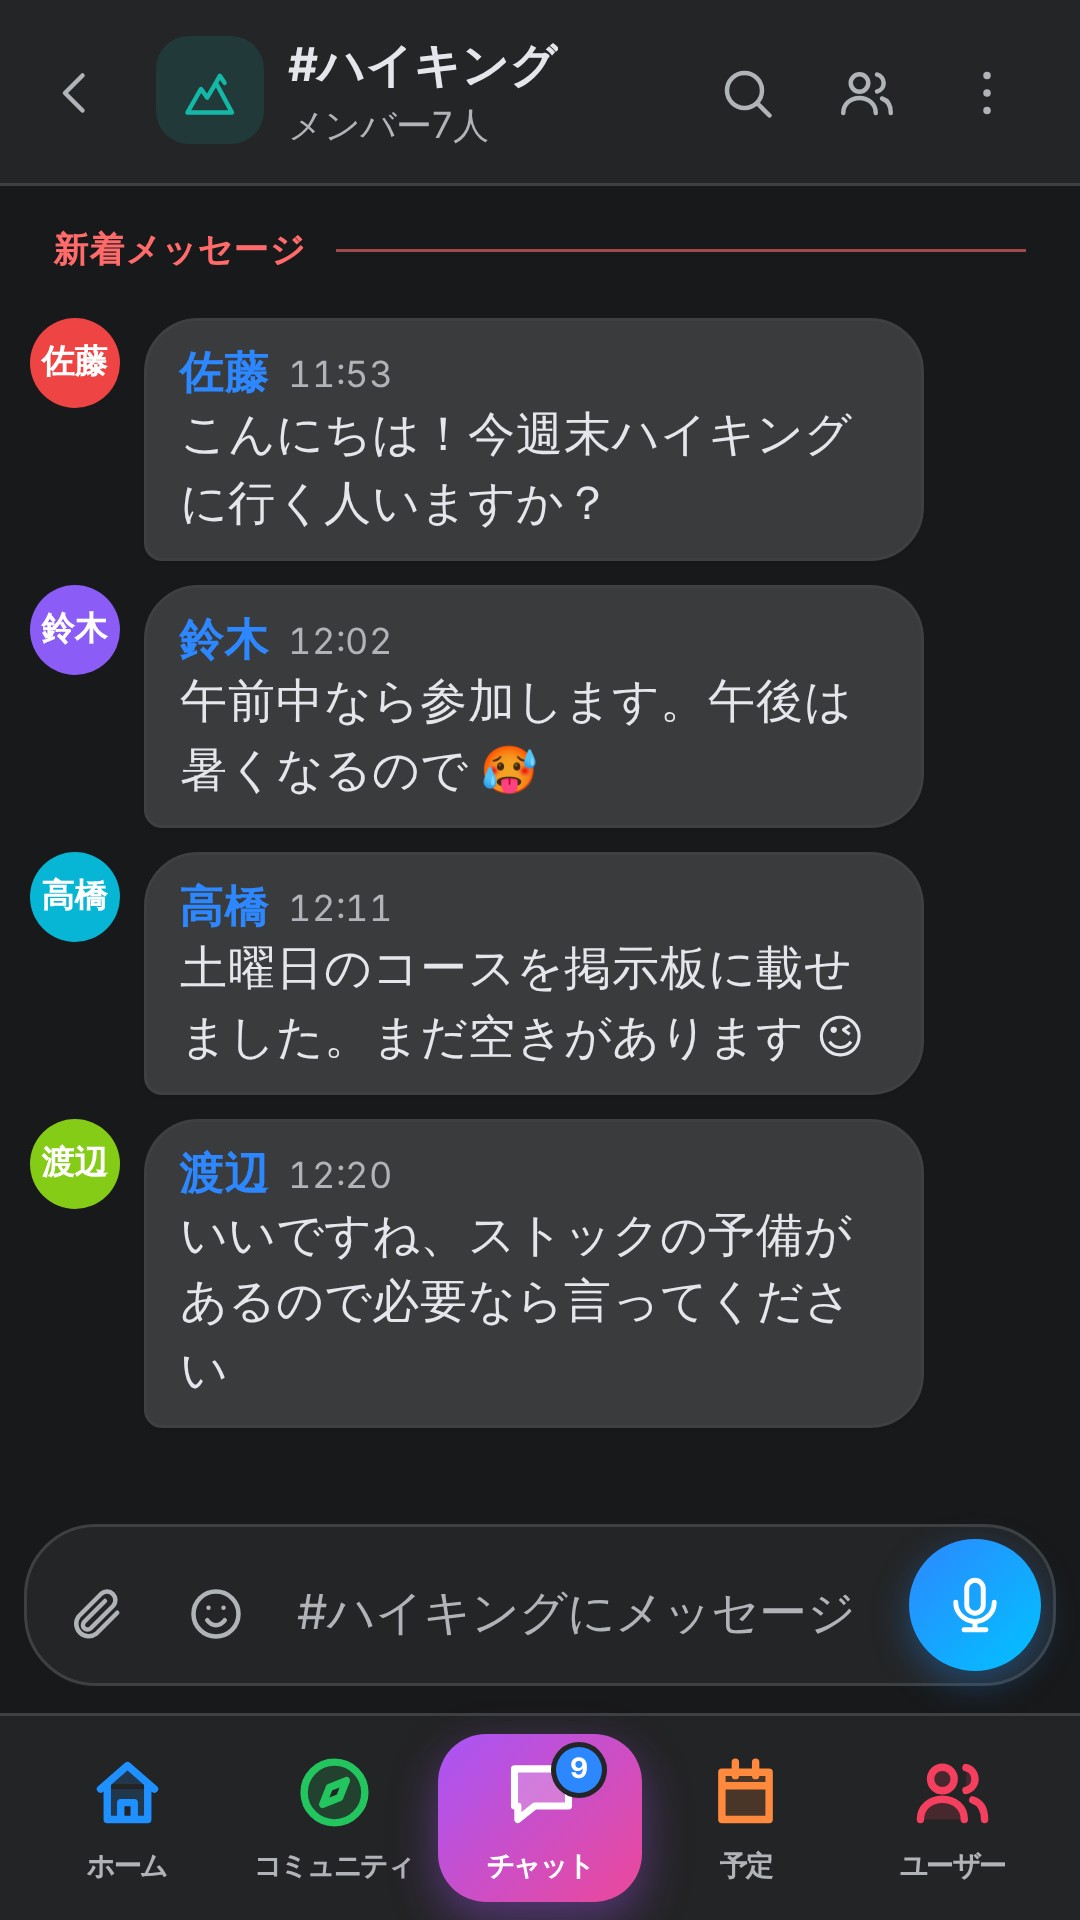 #ハイキング
メンバー7人
新着メッセージ
佐藤
佐藤 11:53
こんにちは！今週末ハイキング
に行く人いますか？
鈴木
鈴木 12:02
午前中なら参加します。午後は
暑くなるので 🥵
高橋
高橋 12:11
土曜日のコースを掲示板に載せ
ました。まだ空きがあります 😉
渡辺
渡辺 12:20
いいですね、ストックの予備が
あるので必要なら言ってくださ
い
#ハイキングにメッセージ
9
ホーム
コミュニティ
チャット
予定
ユーザー